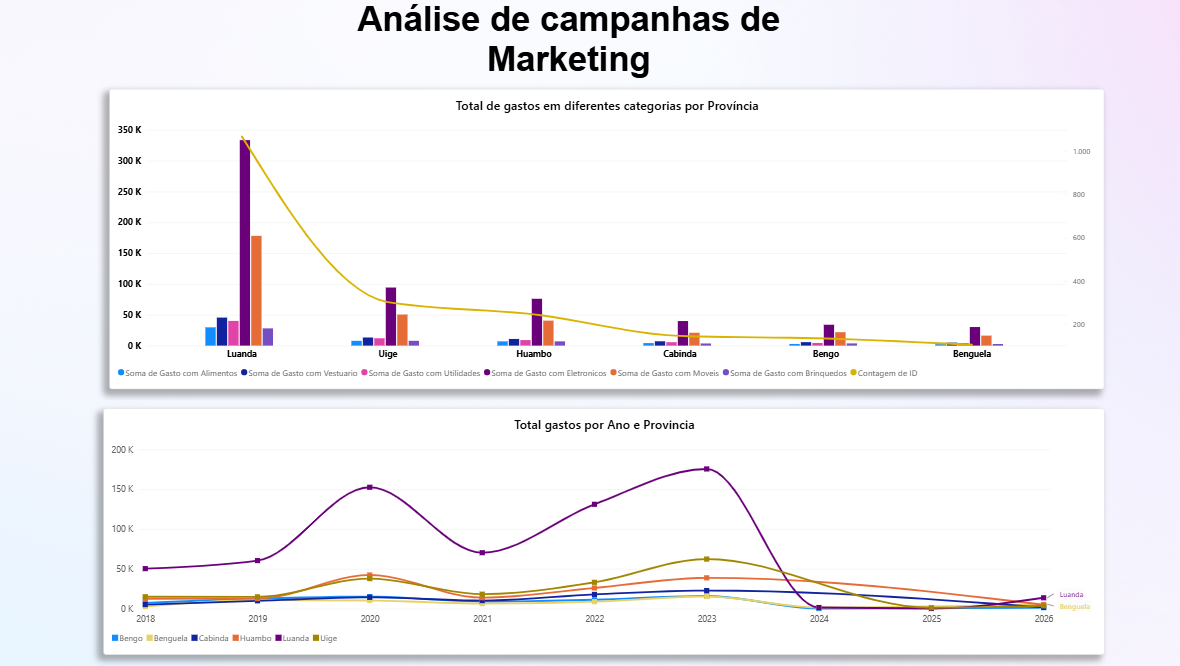 Análise de campanhas de
Marketing
Total de gastos em diferentes categorias por Província
350 K
300 K
250 K
200 K
150 K
100 K
50 K
0 K
1.000
800
600
400
200
Luanda Uige Huambo Cabinda Bengo Benguela
Soma de Gasto com Alimentos Soma de Gasto com Vestuario Soma de Gasto com Utilidades Soma de Gasto com Eletronicos Soma de Gasto com Moveis Soma de Gasto com Brinquedos Contagem de ID
Total gastos por Ano e Provincia
200 K
150 K
100 K
50 K
0 K
Luanda
Benguela
2018 2019 2020 2021 2022 2023 2024 2025 2026
Bengo Benguela Cabinda Huambo Luanda Uige